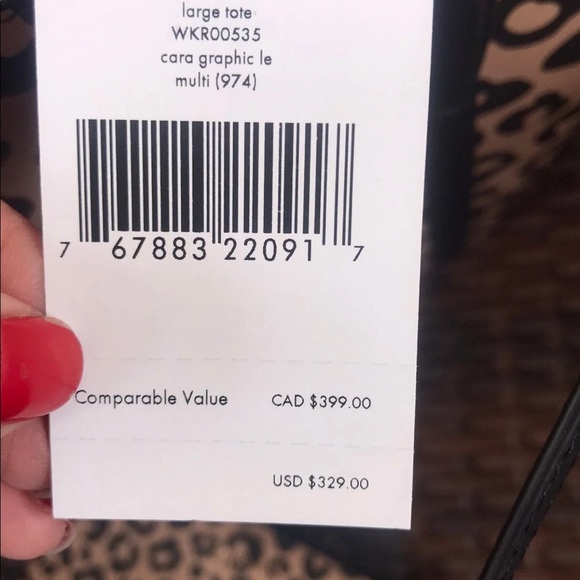 large tote
WKR00535
cara graphic le
multi (974)
7 67883 22091 7
Comparable Value CAD $399.00
USD $329.00